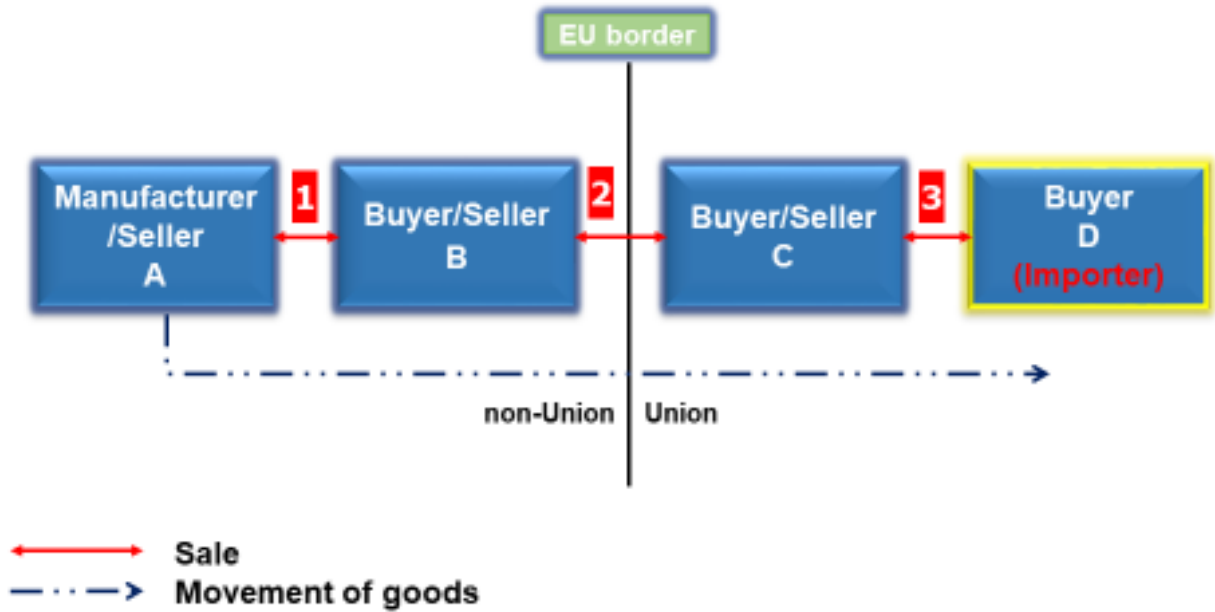 EU border
Manufacturer
/Seller
A
1
Buyer/Seller
B
2
Buyer/Seller
C
3
Buyer
D
(Importer)
non-Union
Union
Sale
Movement of goods